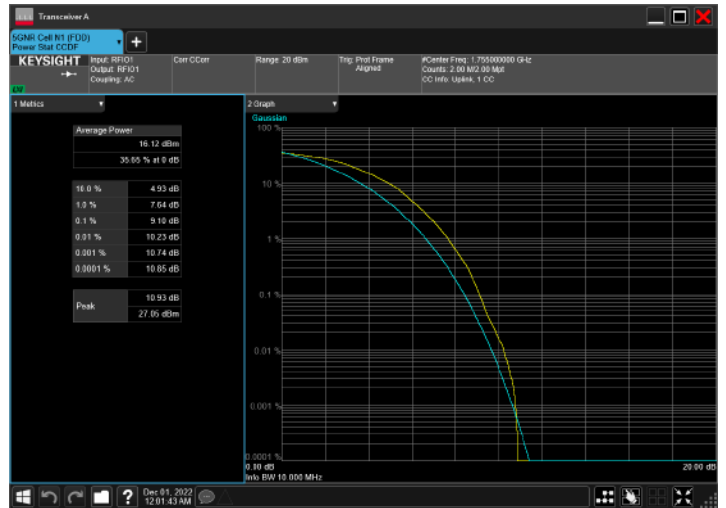 Transceiver A
5GNR Cell N1 (FDD)
Power Stat CCDF
KEYSIGHT
Input: RFIO1
Output: RFIO1
Coupling: AC
Corr CCorr
Range: 20 dBm
Trig: Prot Frame
Aligned
#Center Freq: 1.755000000 GHz
Counts: 2.00 M/2.00 Mpt
CC Info: Uplink, 1 CC
1 Metrics
Average Power
16.12 dBm
35.65 % at 0 dB
10.0 % 4.93 dB
1.0 % 7.64 dB
0.1 % 9.10 dB
0.01 % 10.23 dB
0.001 % 10.74 dB
0.0001 % 10.85 dB
Peak 10.93 dB
27.05 dBm
2 Graph
Gaussian
100 %
10 %
1 %
0.1 %
0.01 %
0.001 %
0.0001 %
0.00 dB
20.00 dB
Info BW 10.000 MHz
Dec 01, 2022
12:01:43 AM